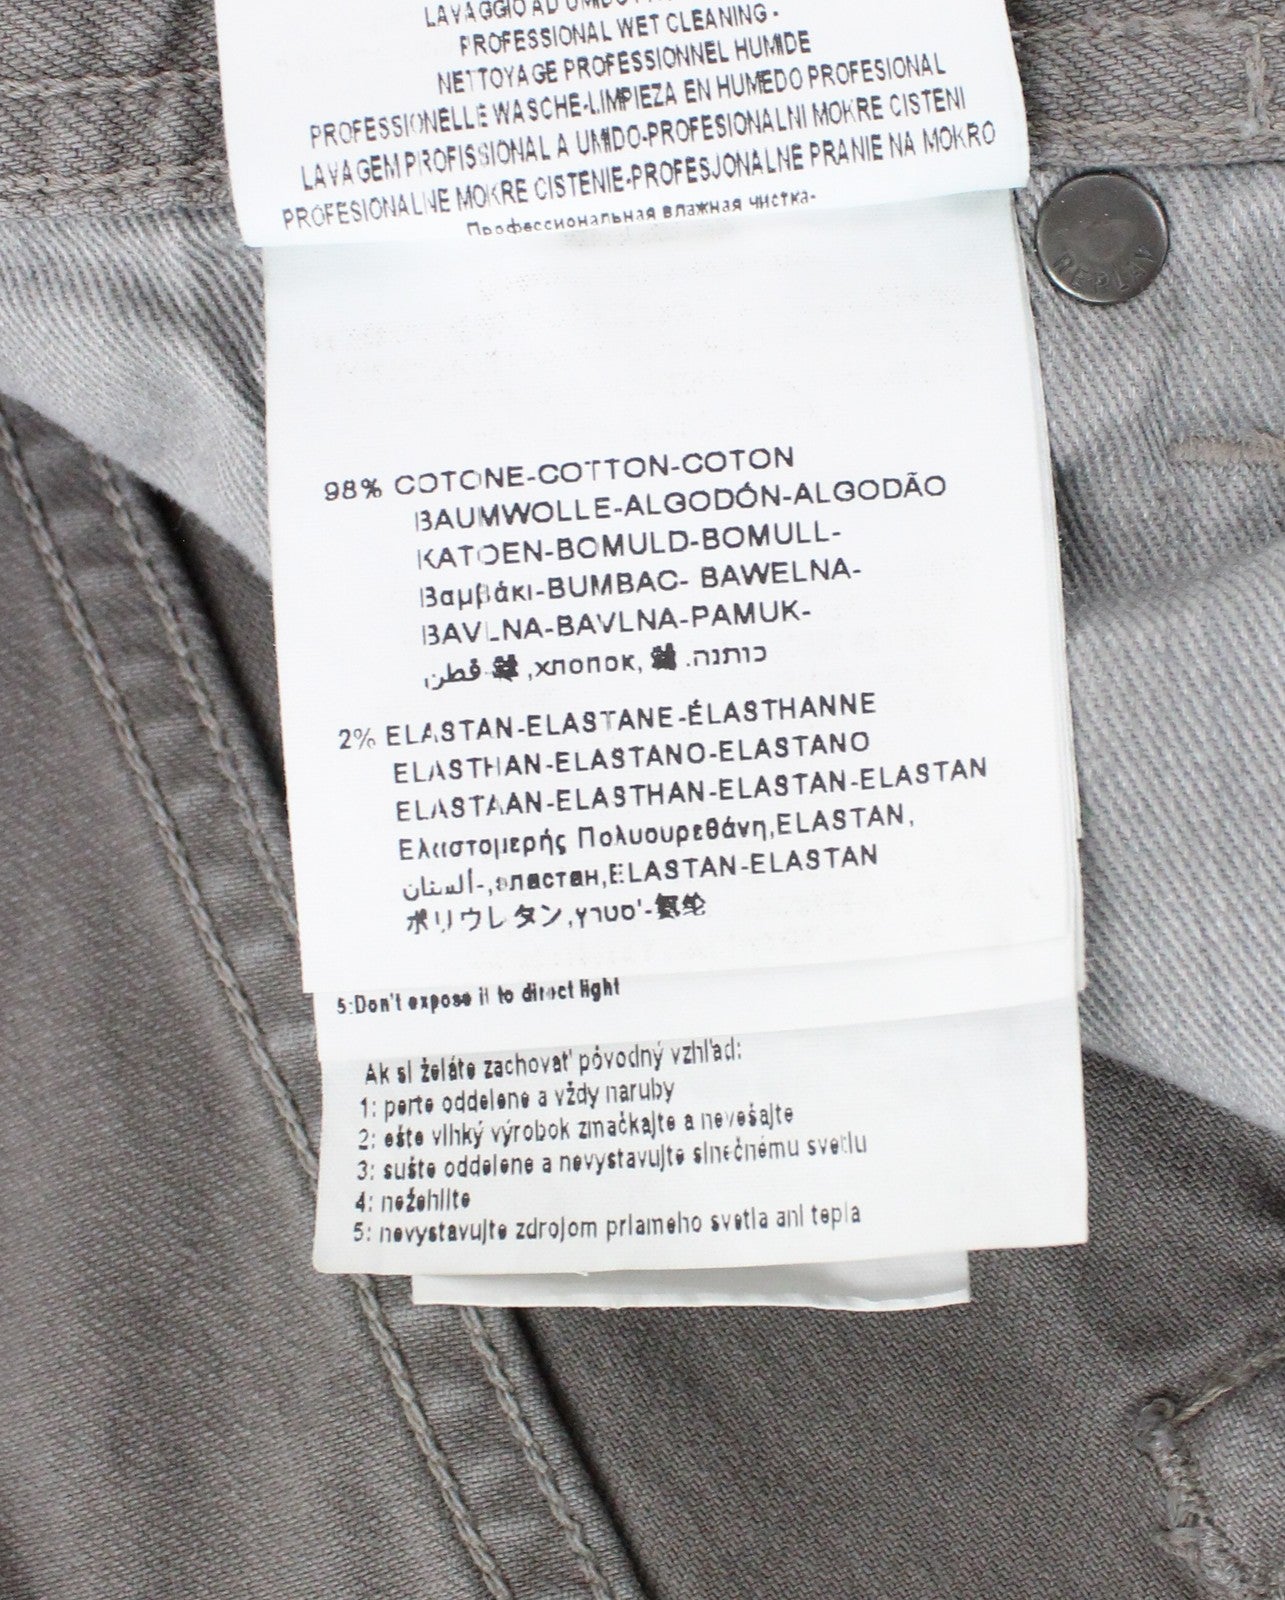 LAVAGGIO AD
PROFESSIONAL WET CLEANING-
NETTOYAGE PROFESSIONNEL HUMIDE
PROFESSIONELLE WASCHE-LIMPIEZA EN HUMEDO PROFESIONAL
LAVAGEM PROFISSIONAL A UMIDO-PROFESIONALNI MOKRE CISTENI
PROFESIONALNE MOKRE CISTENIE-PROFESJONALNE PRANIE NA MOKRO
Профессиональная влажная чистка-
REPLAY
98% COTONE-COTTON-COTON
BAUMWOLLE-ALGODÓN-ALGODÃO
KATOEN-BOMULD-BOMULL-
Βαμβάκι-BUMBAC- BAWELNA-
BAVLNA-BAVLNA-PAMUK-
قطن ,хлопок, כותנה.
2% ELASTAN-ELASTANE-ÉLASTHANNE
ELASTHAN-ELASTANO-ELASTANO
ELASTAAN-ELASTHAN-ELASTAN-ELASTAN
Ελαστομερής Πολυουρεθάνη,ELASTAN,
ألستان-,эластан,ELASTAN-ELASTAN
ポリウレタン,סטרץ'-氨纶
5:Don't expose it to direct light
Ak si želáte zachovať pôvodný vzhľad:
1: perte oddelene a vždy naruby
2: ešte vlhký výrobok zmačkajte a nevešajte
3: sušte oddelene a nevystavujte slnečnému svetlu
4: nežehlite
5: nevystavujte zdrojom priameho svetla ani tepla